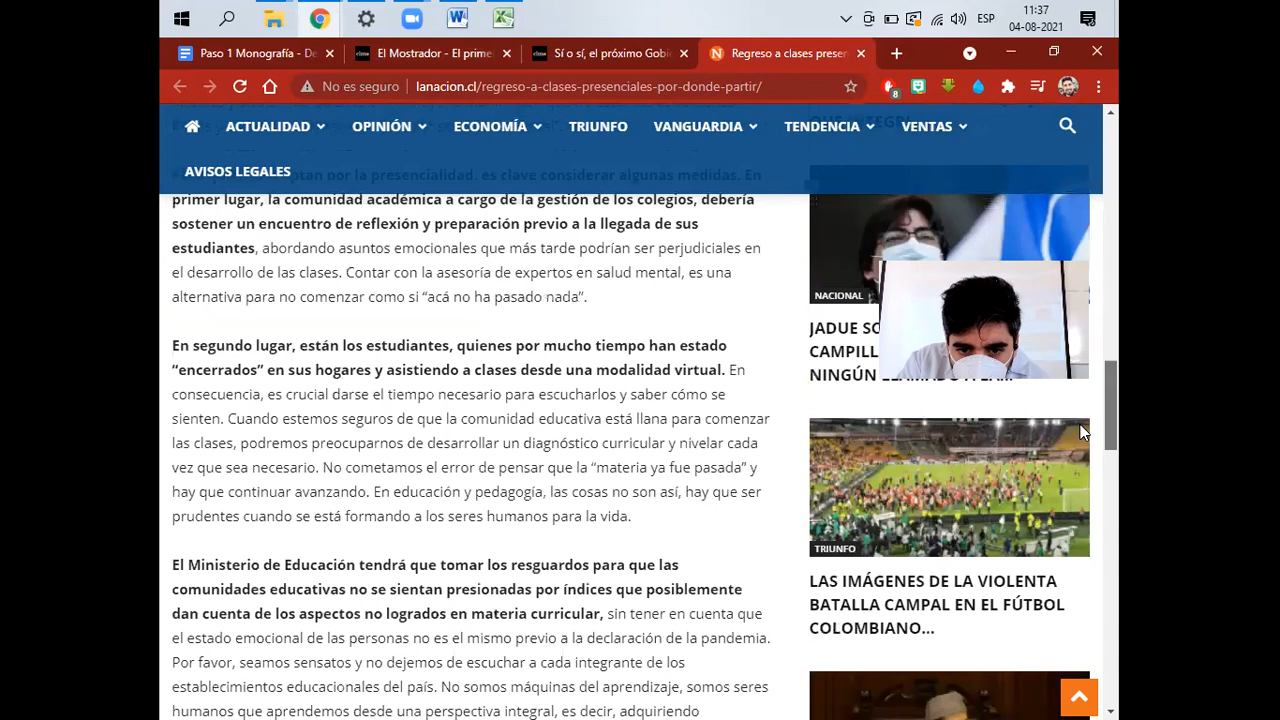 ESP
11:37
04-08-2021
Paso 1 Monografía - De
El Mostrador - El prime
Sí o sí, el próximo Gobi
Regreso a clases preser
No es seguro
lanacion.cl/regreso-a-clases-presenciales-por-donde-partir/
8
ACTUALIDAD
OPINIÓN
ECONOMÍA
TRIUNFO
VANGUARDIA
TENDENCIA
VENTAS
AVISOS LEGALES
optan por la presencialidad, es clave considerar algunas medidas. En
primer lugar, la comunidad académica a cargo de la gestión de los colegios, debería
sostener un encuentro de reflexión y preparación previo a la llegada de sus
estudiantes, abordando asuntos emocionales que más tarde podrían ser perjudiciales en
el desarrollo de las clases. Contar con la asesoría de expertos en salud mental, es una
alternativa para no comenzar como si “acá no ha pasado nada”.
En segundo lugar, están los estudiantes, quienes por mucho tiempo han estado
“encerrados” en sus hogares y asistiendo a clases desde una modalidad virtual. En
consecuencia, es crucial darse el tiempo necesario para escucharlos y saber cómo se
sienten. Cuando estemos seguros de que la comunidad educativa está llana para comenzar
las clases, podremos preocuparnos de desarrollar un diagnóstico curricular y nivelar cada
vez que sea necesario. No cometamos el error de pensar que la “materia ya fue pasada” y
hay que continuar avanzando. En educación y pedagogía, las cosas no son así, hay que ser
prudentes cuando se está formando a los seres humanos para la vida.
El Ministerio de Educación tendrá que tomar los resguardos para que las
comunidades educativas no se sientan presionadas por índices que posiblemente
dan cuenta de los aspectos no logrados en materia curricular, sin tener en cuenta que
el estado emocional de las personas no es el mismo previo a la declaración de la pandemia.
Por favor, seamos sensatos y no dejemos de escuchar a cada integrante de los
establecimientos educacionales del país. No somos máquinas del aprendizaje, somos seres
humanos que aprendemos desde una perspectiva integral, es decir, adquiriendo
NACIONAL
JADUE SO
CAMPILL
NINGÚN
TRIUNFO
LAS IMÁGENES DE LA VIOLENTA
BATALLA CAMPAL EN EL FÚTBOL
COLOMBIANO...